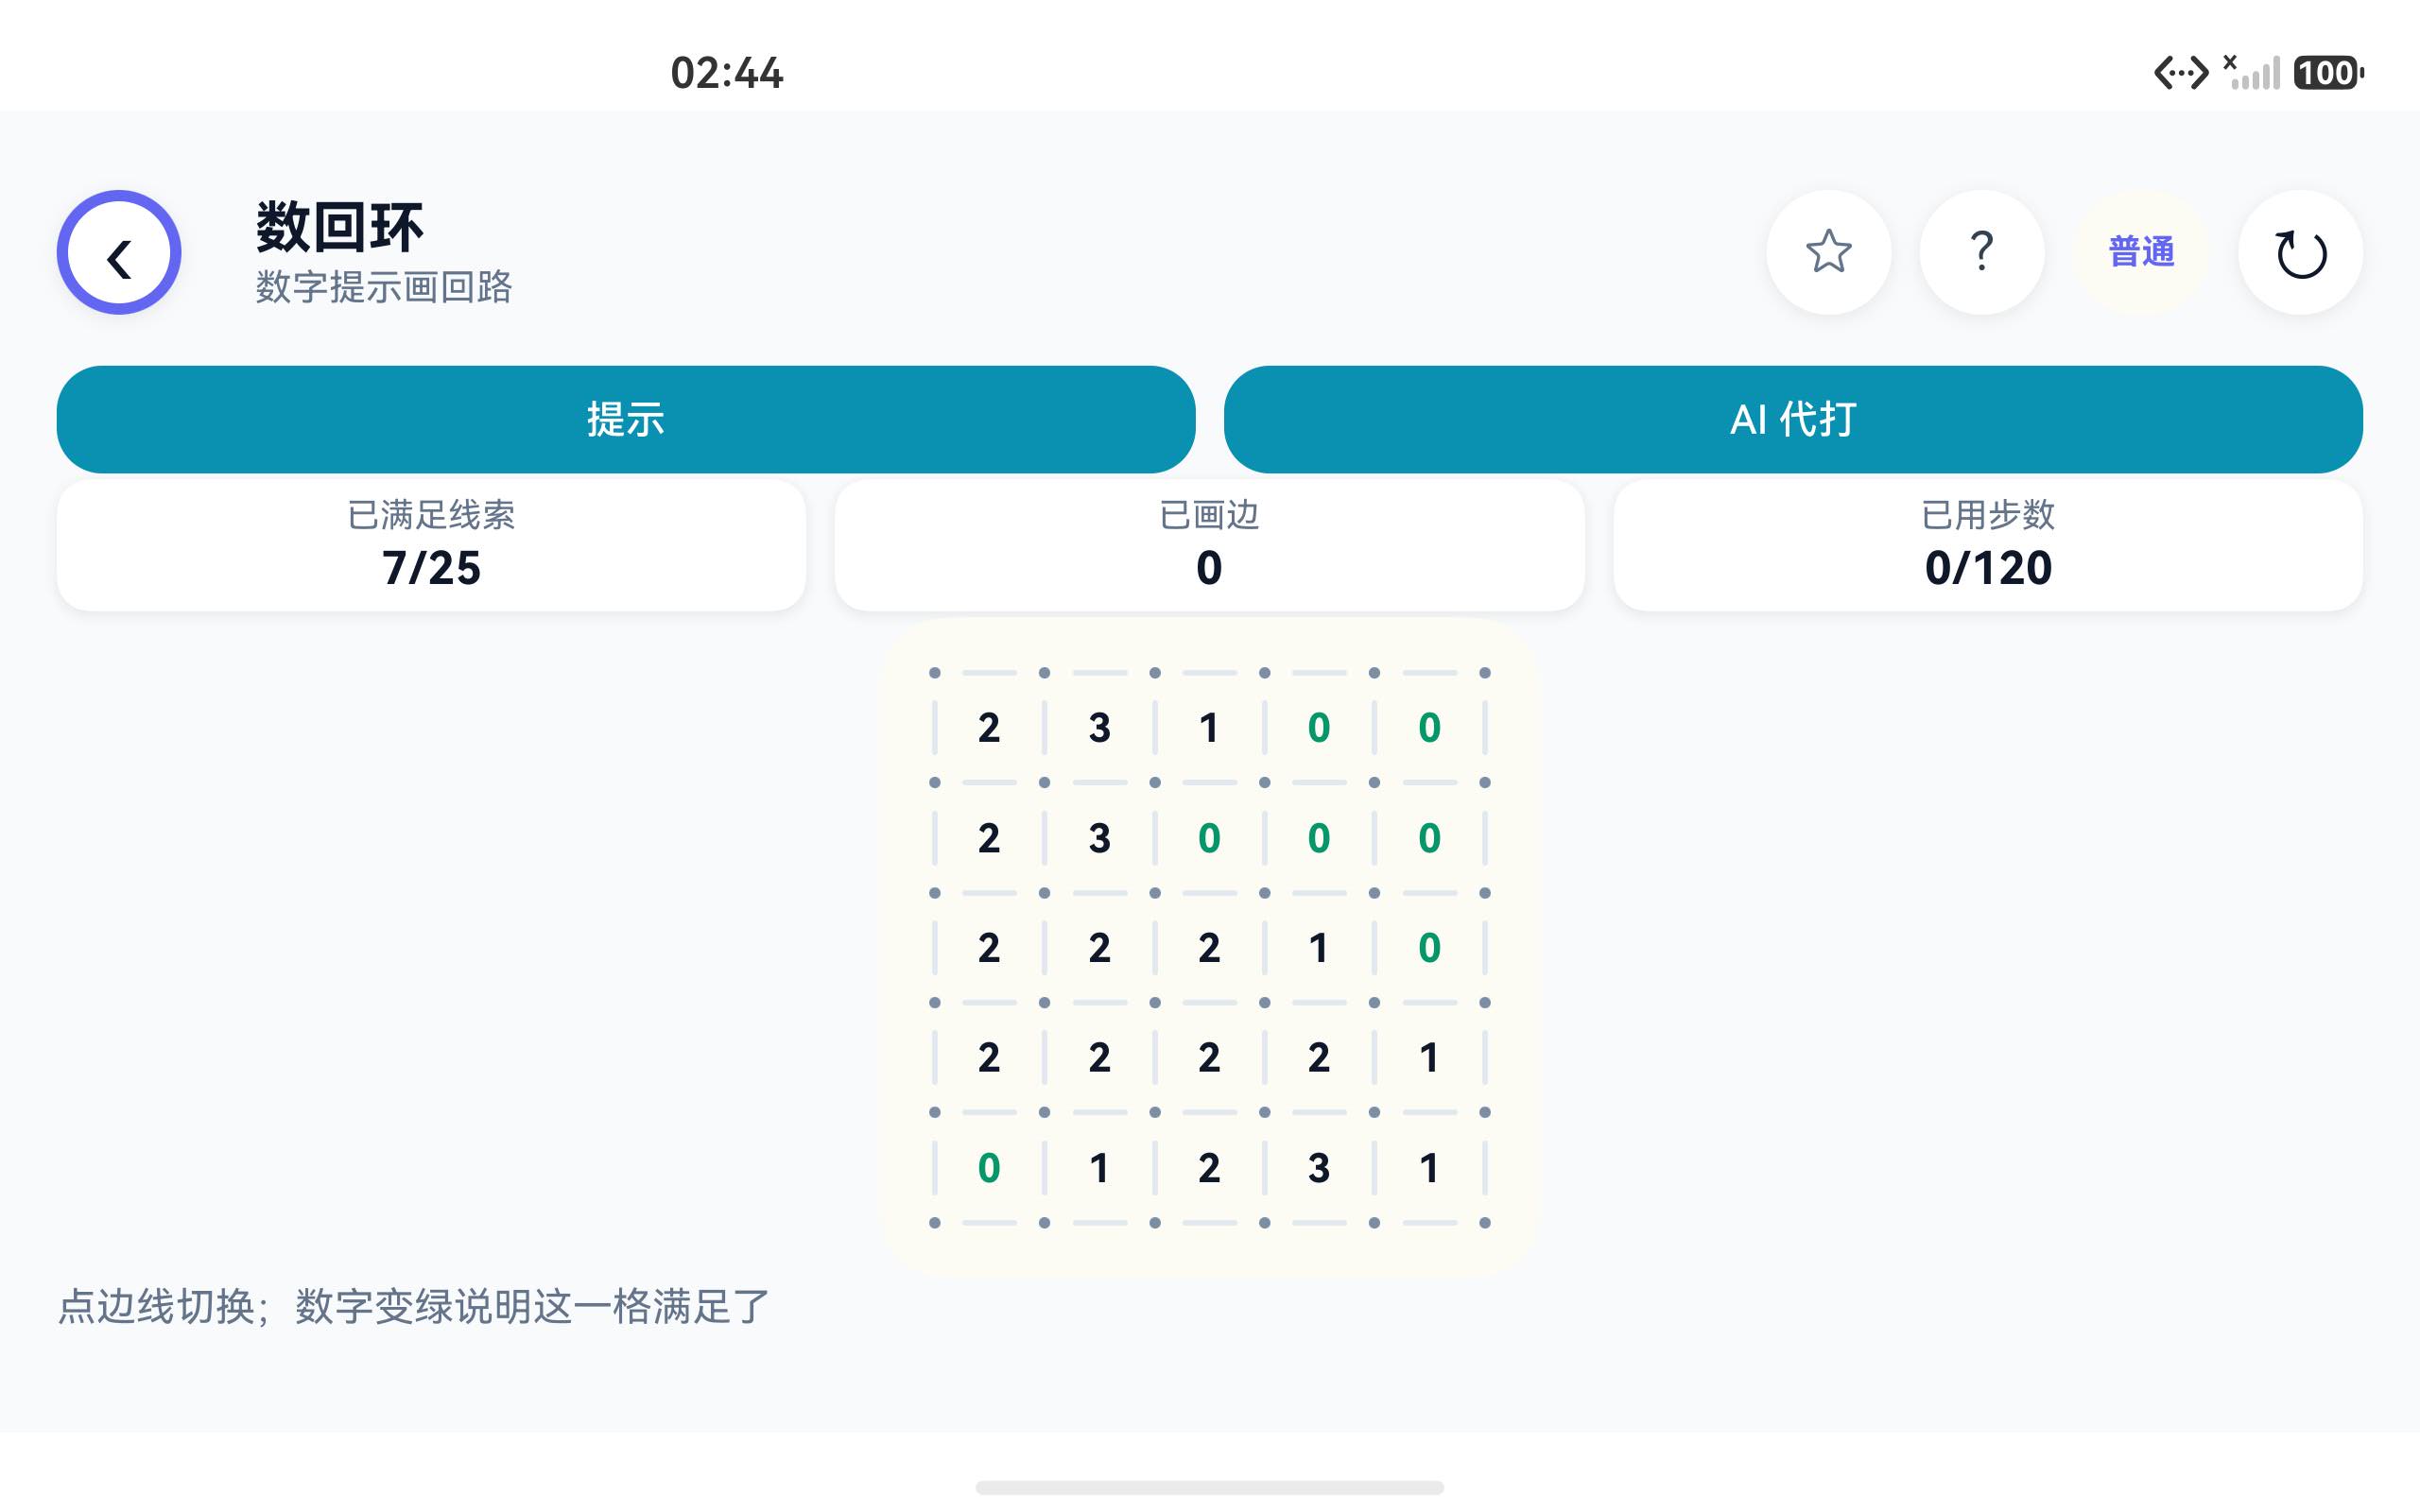 02:44
100
数回环
数字提示画回路
?
普通
提示
AI 代打
已满足线索
7/25
已画边
0
已用步数
0/120
2 3 1 0 0
2 3 0 0 0
2 2 2 1 0
2 2 2 2 1
0 1 2 3 1
点边线切换；数字变绿说明这一格满足了